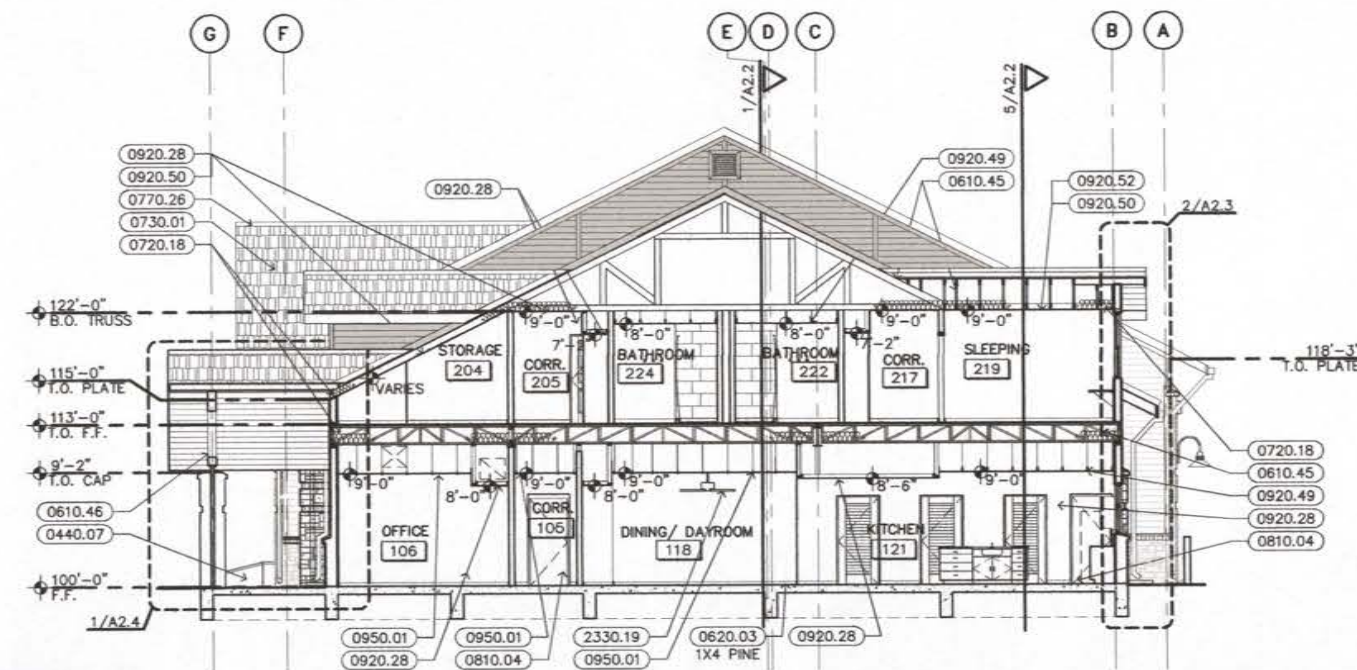 G F E D C B A
1/A2.2
5/A2.2
0920.28
0920.50
0770.26
0730.01
0720.18
0920.28
0920.49
0610.45
0920.52
0920.50
2/A2.3
122'-0"
B.O. TRUSS
9'-0"
8'-0"
8'-0"
9'-0"
9'-0"
7'-2"
STORAGE
204
CORR.
205
BATHROOM
224
BATHROOM
222
CORR.
217
SLEEPING
219
118'-3"
T.O. PLATE
115'-0"
T.O. PLATE
VARIES
113'-0"
T.O. F.F.
9'-2"
T.O. CAP
9'-0"
8'-0"
9'-0"
8'-0"
9'-0"
8'-6"
9'-0"
0720.18
0610.45
0920.49
0920.28
0810.04
0610.46
0440.07
OFFICE
106
CORR.
105
DINING/ DAYROOM
118
KITCHEN
121
100'-0"
F.F.
1/A2.4
0950.01
0920.28
0950.01
0810.04
2330.19
0950.01
0620.03
1X4 PINE
0920.28